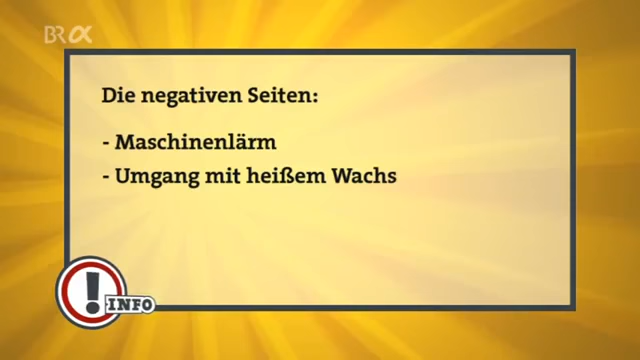 BRα
Die negativen Seiten:
- Maschinenlärm
- Umgang mit heißem Wachs
! INFO